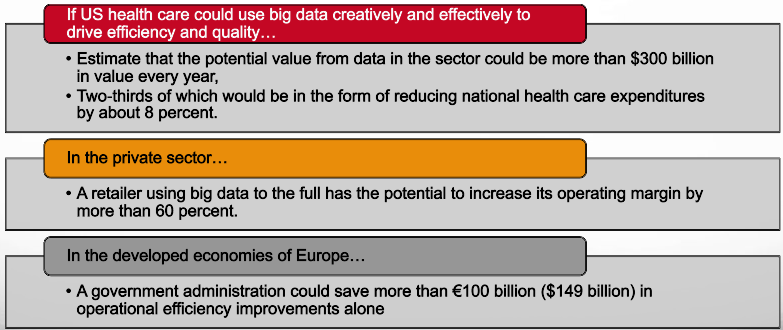 If US health care could use big data creatively and effectively to
drive efficiency and quality…
• Estimate that the potential value from data in the sector could be more than $300 billion
in value every year,
• Two-thirds of which would be in the form of reducing national health care expenditures
by about 8 percent.
In the private sector…
• A retailer using big data to the full has the potential to increase its operating margin by
more than 60 percent.
In the developed economies of Europe…
• A government administration could save more than €100 billion ($149 billion) in
operational efficiency improvements alone